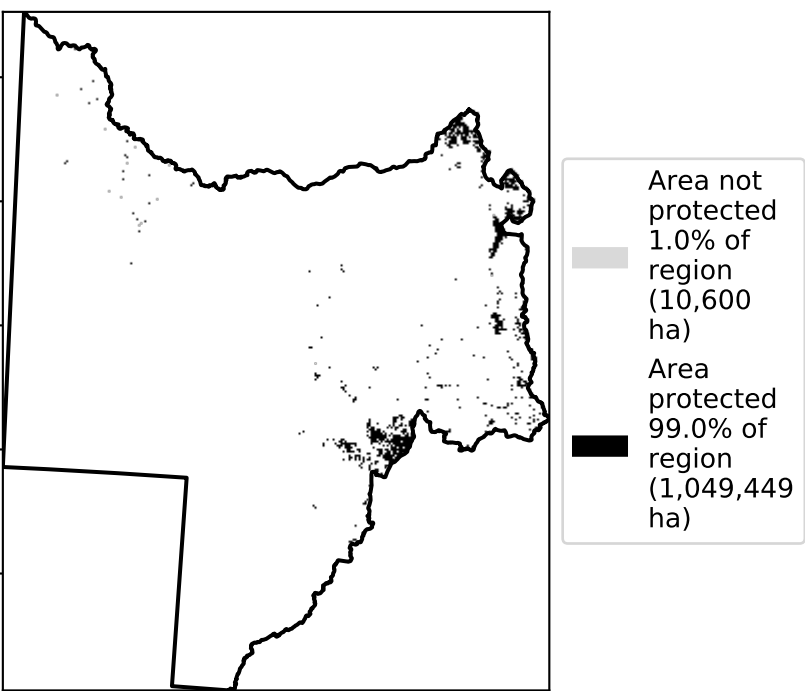 Area not
protected
1.0% of
region
(10,600
ha)
Area
protected
99.0% of
region
(1,049,449
ha)